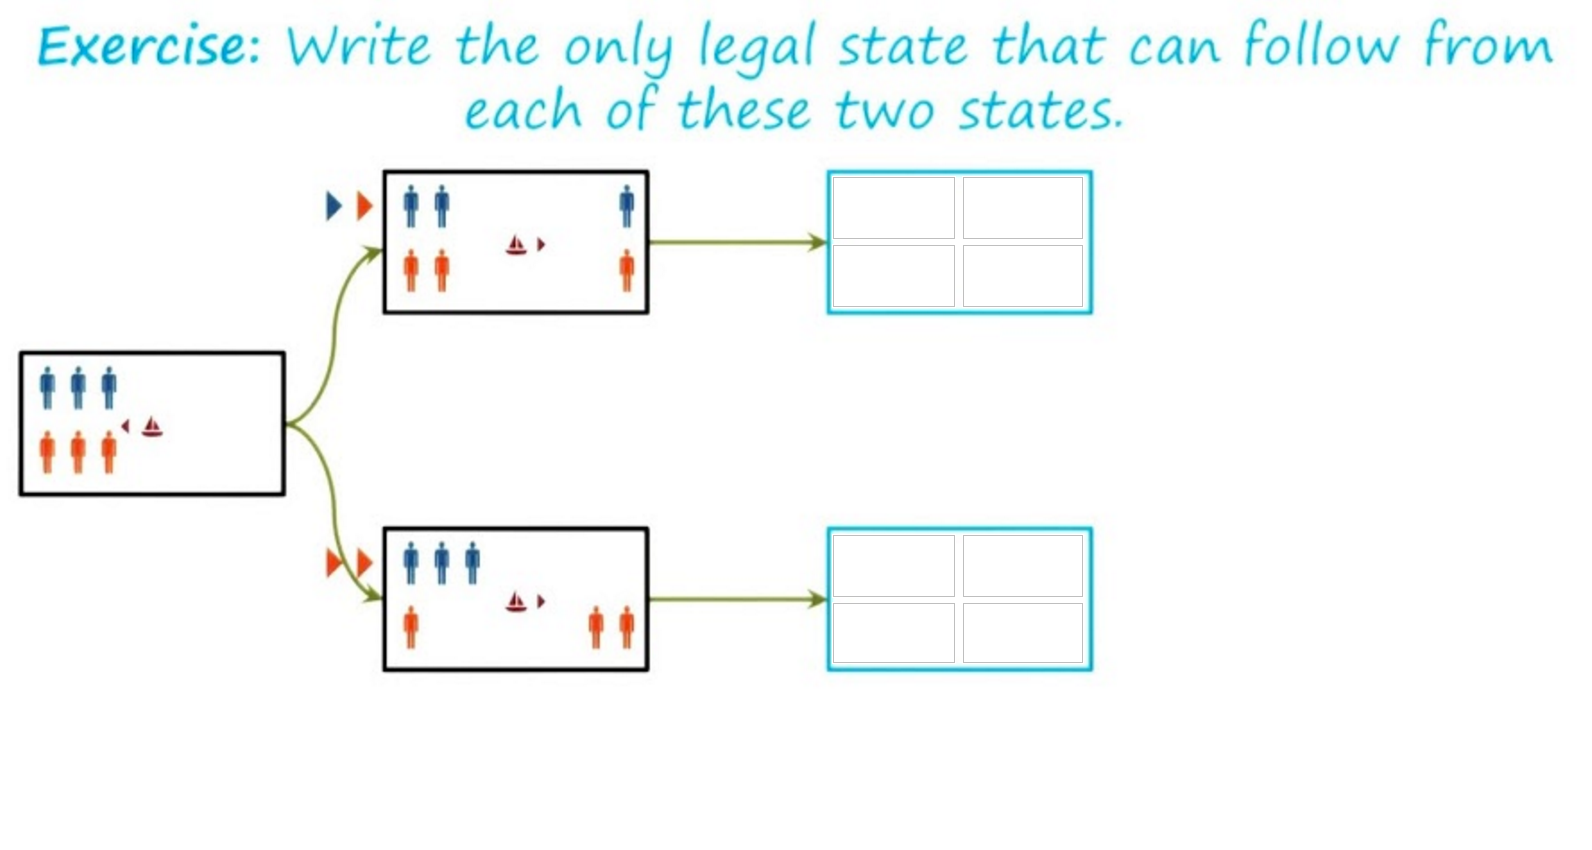 Exercise: Write the only legal state that can follow from
each of these two states.